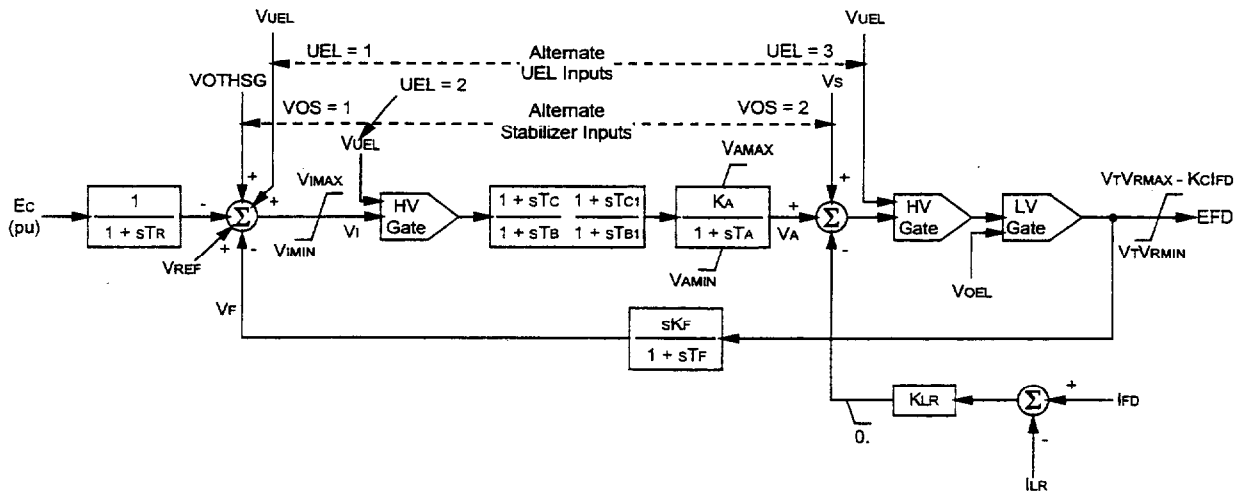 VUEL
VUEL
UEL = 1
Alternate
UEL Inputs
UEL = 3
VOTHSG
UEL = 2
VS
VOS = 1
Alternate
Stabilizer Inputs
VOS = 2
VUEL
VAMAX
+
+
VIMAX
VTVRMAX - KCIFD
EC
(pu)
1
1 + sTR
-
Σ
+
VI
HV
Gate
1 + sTC
1 + sTB
1 + sTC1
1 + sTB1
KA
1 + sTA
+
VA
Σ
HV
Gate
LV
Gate
EFD
VREF
+
-
VIMIN
VAMIN
-
VOEL
VTVRMIN
VF
sKF
1 + sTF
KLR
Σ
+
IFD
0.
-
ILR